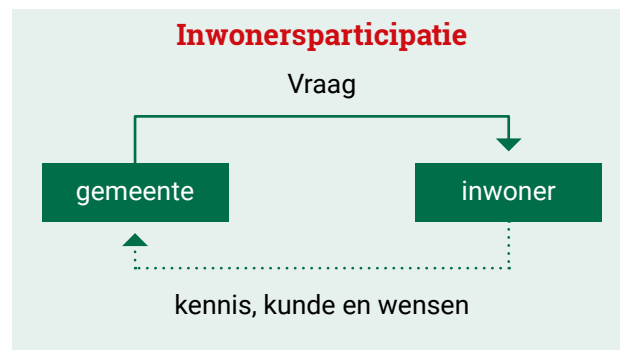 Inwonersparticipatie
Vraag
gemeente
inwoner
kennis, kunde en wensen